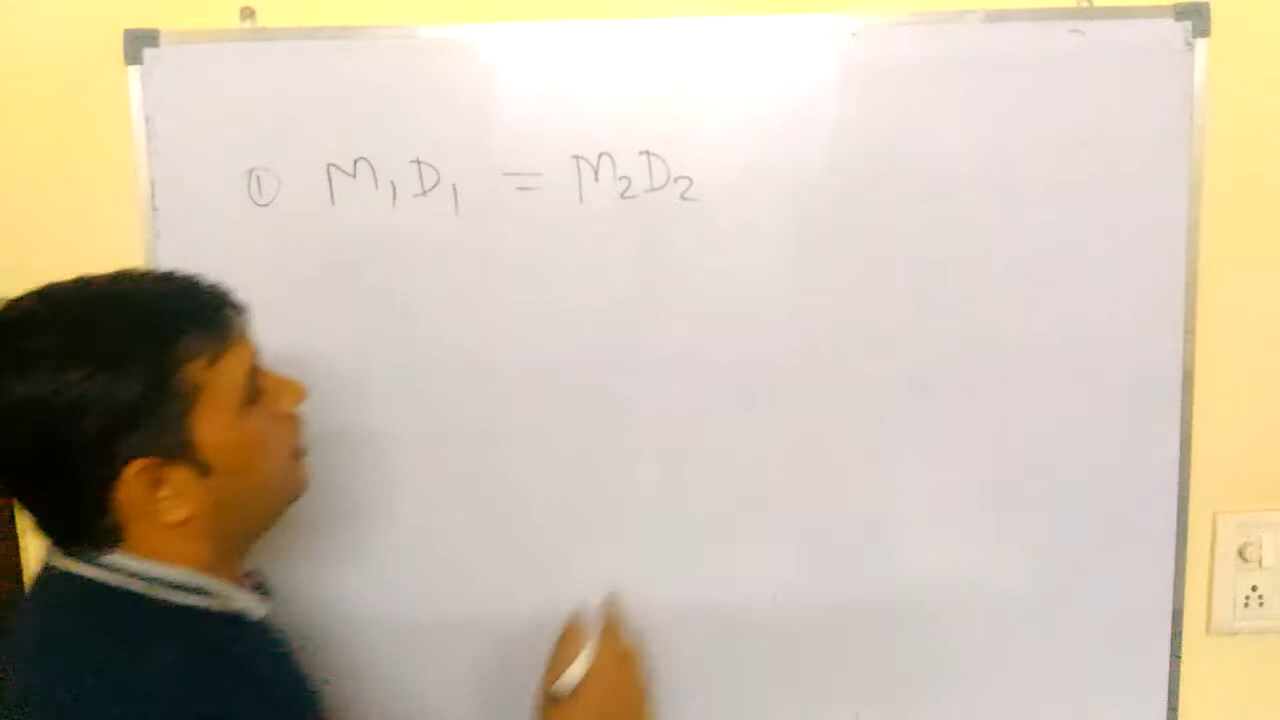 ① M₁D₁ = M₂D₂